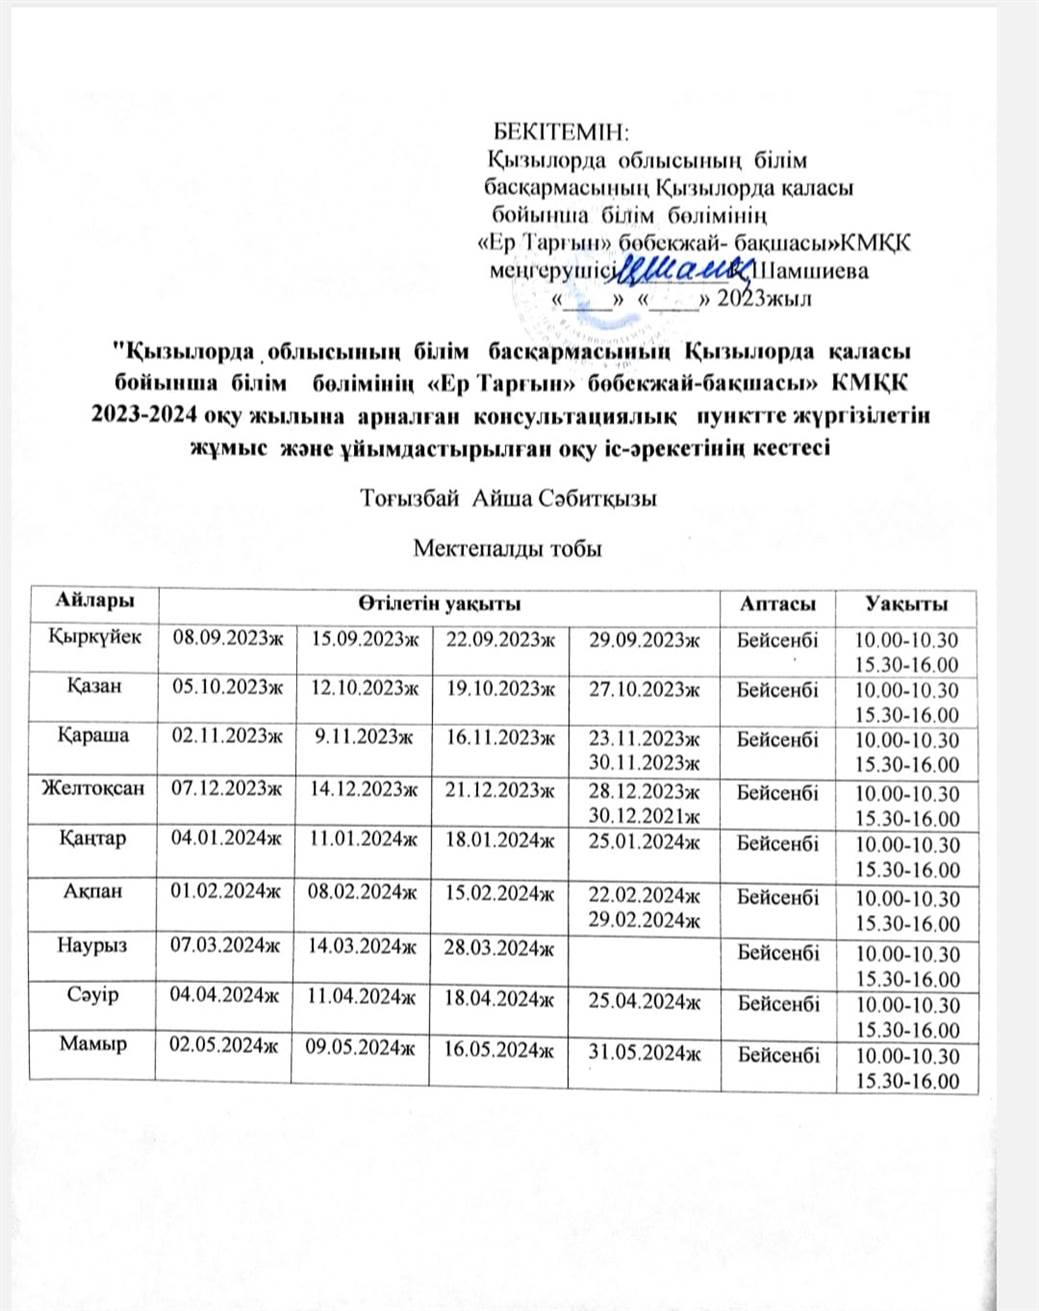 БЕКІТЕМІН:
Қызылорда облысының білім
басқармасының Қызылорда қаласы
бойынша білім бөлімінің
«Ер Тарғын» бөбекжай- бақшасы»КМҚК
меңгерушісі________Қ.Шамшиева
«____» «____» 2023жыл
"Қызылорда облысының білім басқармасының Қызылорда қаласы
бойынша білім бөлімінің «Ер Тарғын» бөбекжай-бақшасы» КМҚК
2023-2024 оқу жылына арналған консультациялық пунктте жүргізілетін
жұмыс және ұйымдастырылған оқу іс-әрекетінің кестесі
Тоғызбай Айша Сәбитқызы
Мектепалды тобы
Айлары Өтілетін уақыты Аптасы Уақыты
Қыркүйек 08.09.2023ж 15.09.2023ж 22.09.2023ж 29.09.2023ж Бейсенбі 10.00-10.30
15.30-16.00
Қазан 05.10.2023ж 12.10.2023ж 19.10.2023ж 27.10.2023ж Бейсенбі 10.00-10.30
15.30-16.00
Қараша 02.11.2023ж 9.11.2023ж 16.11.2023ж 23.11.2023ж Бейсенбі 10.00-10.30
30.11.2023ж 15.30-16.00
Желтоқсан 07.12.2023ж 14.12.2023ж 21.12.2023ж 28.12.2023ж Бейсенбі 10.00-10.30
30.12.2021ж 15.30-16.00
Қаңтар 04.01.2024ж 11.01.2024ж 18.01.2024ж 25.01.2024ж Бейсенбі 10.00-10.30
15.30-16.00
Ақпан 01.02.2024ж 08.02.2024ж 15.02.2024ж 22.02.2024ж Бейсенбі 10.00-10.30
29.02.2024ж 15.30-16.00
Наурыз 07.03.2024ж 14.03.2024ж 28.03.2024ж Бейсенбі 10.00-10.30
15.30-16.00
Сәуір 04.04.2024ж 11.04.2024ж 18.04.2024ж 25.04.2024ж Бейсенбі 10.00-10.30
15.30-16.00
Мамыр 02.05.2024ж 09.05.2024ж 16.05.2024ж 31.05.2024ж Бейсенбі 10.00-10.30
15.30-16.00